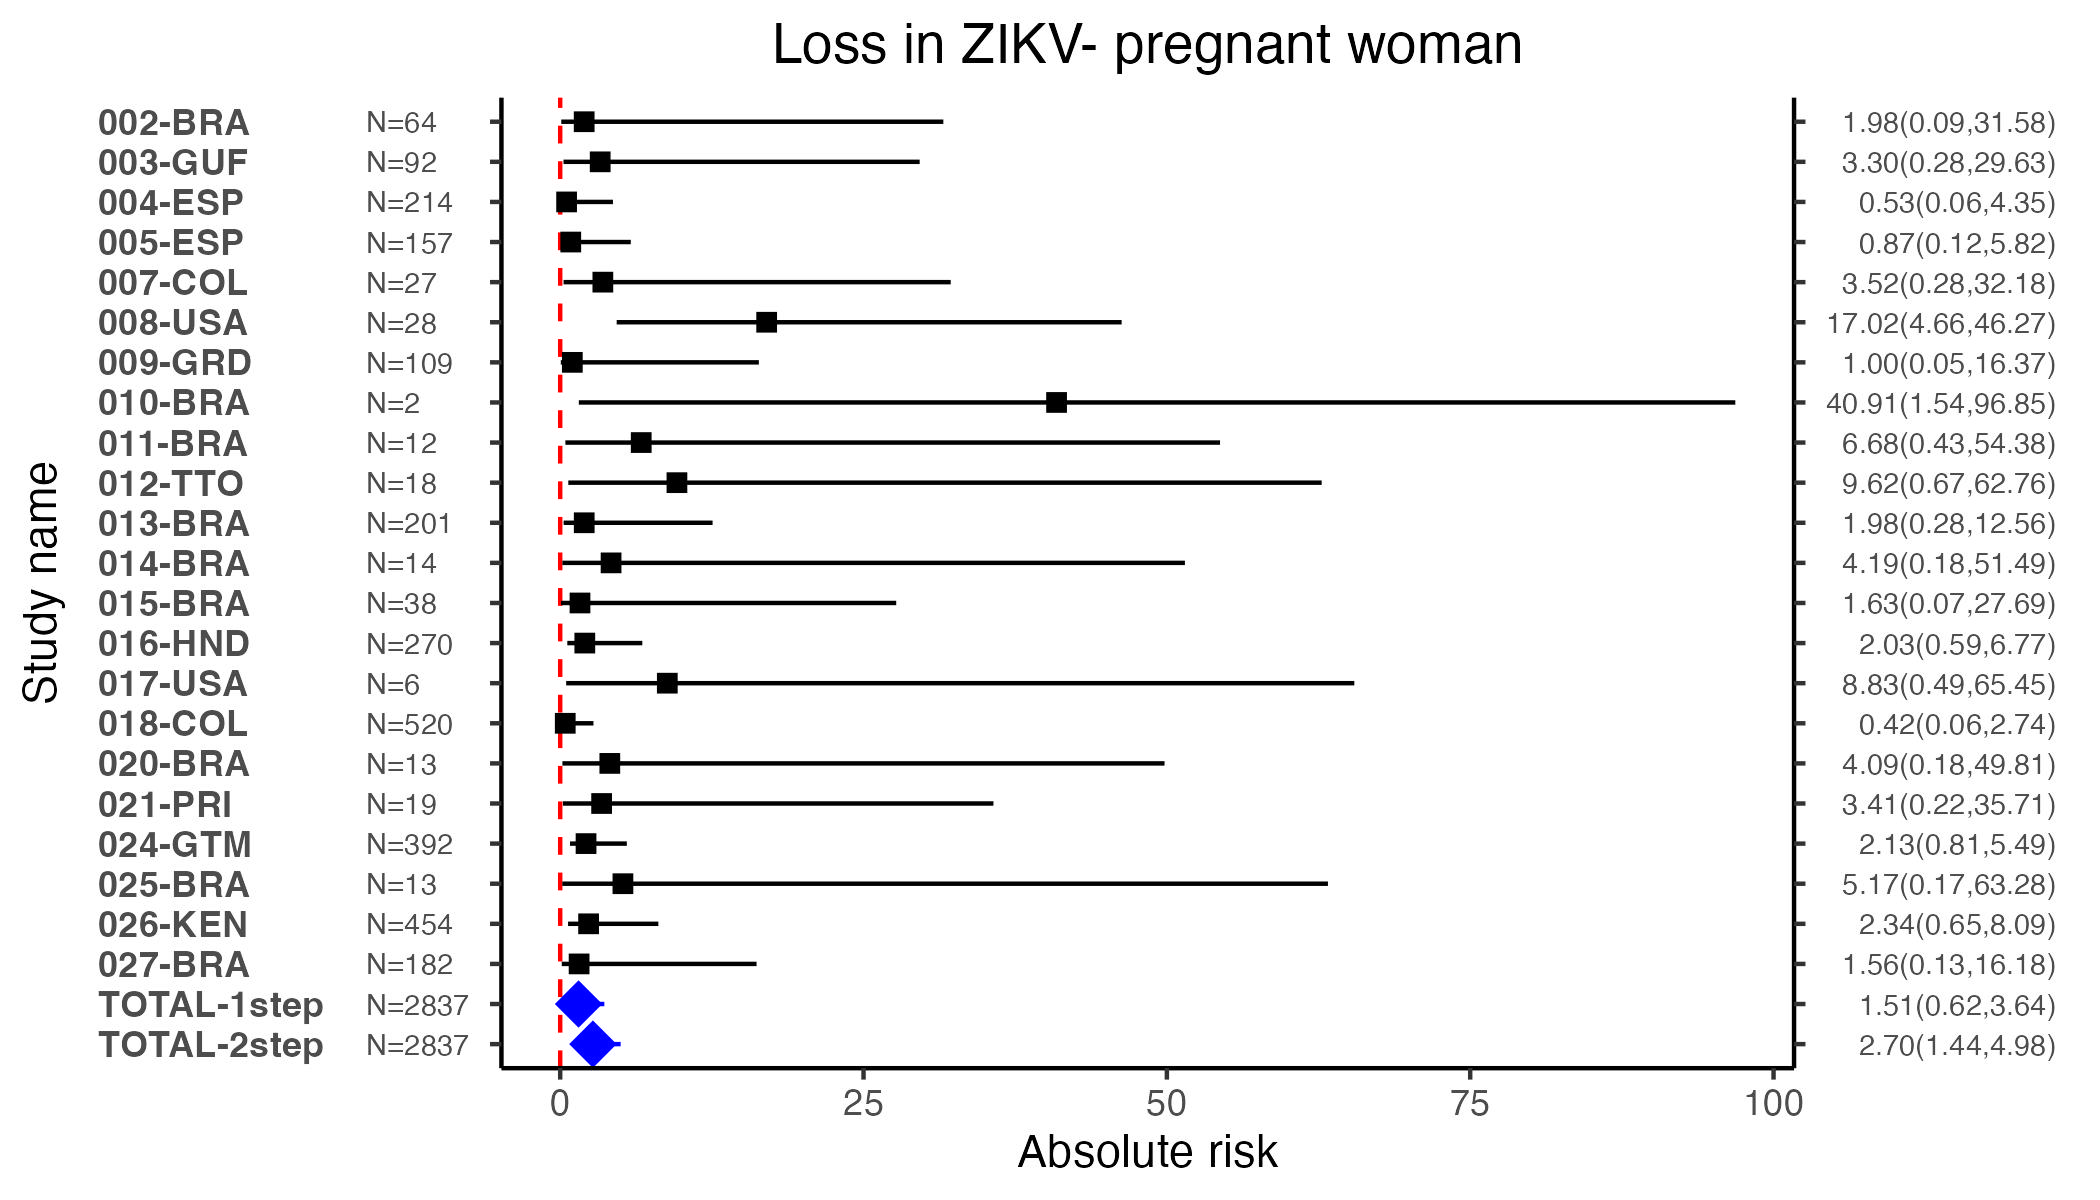 Loss in ZIKV- pregnant woman
Study name
002-BRA N=64 1.98(0.09,31.58)
003-GUF N=92 3.30(0.28,29.63)
004-ESP N=214 0.53(0.06,4.35)
005-ESP N=157 0.87(0.12,5.82)
007-COL N=27 3.52(0.28,32.18)
008-USA N=28 17.02(4.66,46.27)
009-GRD N=109 1.00(0.05,16.37)
010-BRA N=2 40.91(1.54,96.85)
011-BRA N=12 6.68(0.43,54.38)
012-TTO N=18 9.62(0.67,62.76)
013-BRA N=201 1.98(0.28,12.56)
014-BRA N=14 4.19(0.18,51.49)
015-BRA N=38 1.63(0.07,27.69)
016-HND N=270 2.03(0.59,6.77)
017-USA N=6 8.83(0.49,65.45)
018-COL N=520 0.42(0.06,2.74)
020-BRA N=13 4.09(0.18,49.81)
021-PRI N=19 3.41(0.22,35.71)
024-GTM N=392 2.13(0.81,5.49)
025-BRA N=13 5.17(0.17,63.28)
026-KEN N=454 2.34(0.65,8.09)
027-BRA N=182 1.56(0.13,16.18)
TOTAL-1step N=2837 1.51(0.62,3.64)
TOTAL-2step N=2837 2.70(1.44,4.98)
0 25 50 75 100
Absolute risk